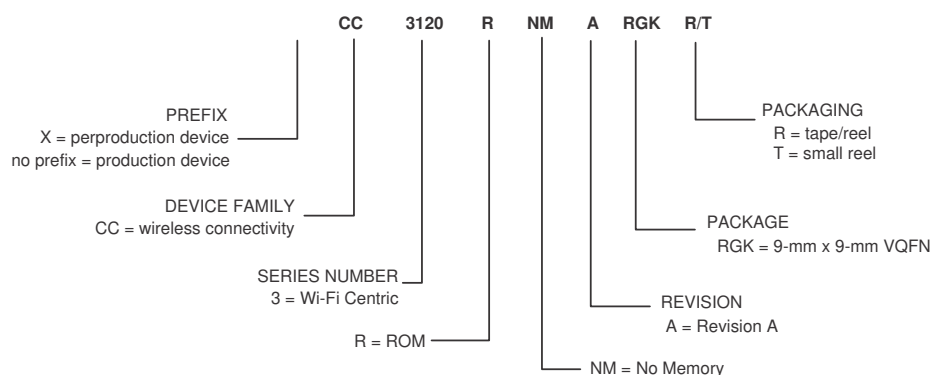 CC 3120 R NM A RGK R/T
PREFIX
X = perproduction device
no prefix = production device
DEVICE FAMILY
CC = wireless connectivity
SERIES NUMBER
3 = Wi-Fi Centric
R = ROM
PACKAGING
R = tape/reel
T = small reel
PACKAGE
RGK = 9-mm x 9-mm VQFN
REVISION
A = Revision A
NM = No Memory